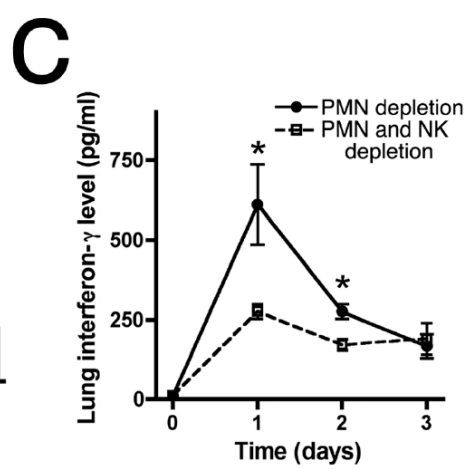 C
PMN depletion
PMN and NK
depletion
Lung interferon-γ level (pg/ml)
750
500
250
0
*
*
0 1 2 3
Time (days)